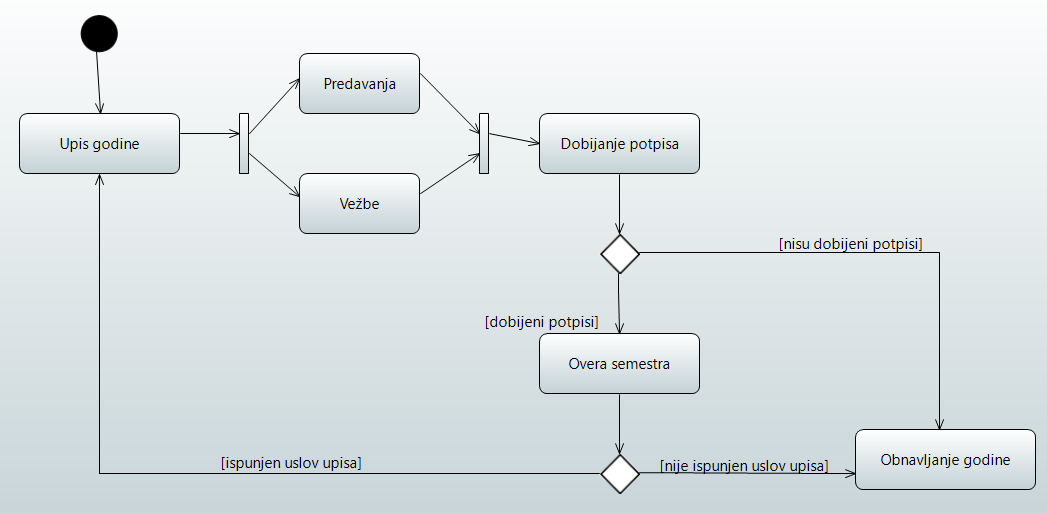 Predavanja
Upis godine
Dobijanje potpisa
Vežbe
[nisu dobijeni potpisi]
[dobijeni potpisi]
Overa semestra
[ispunjen uslov upisa]
[nije ispunjen uslov upisa]
Obnavljanje godine